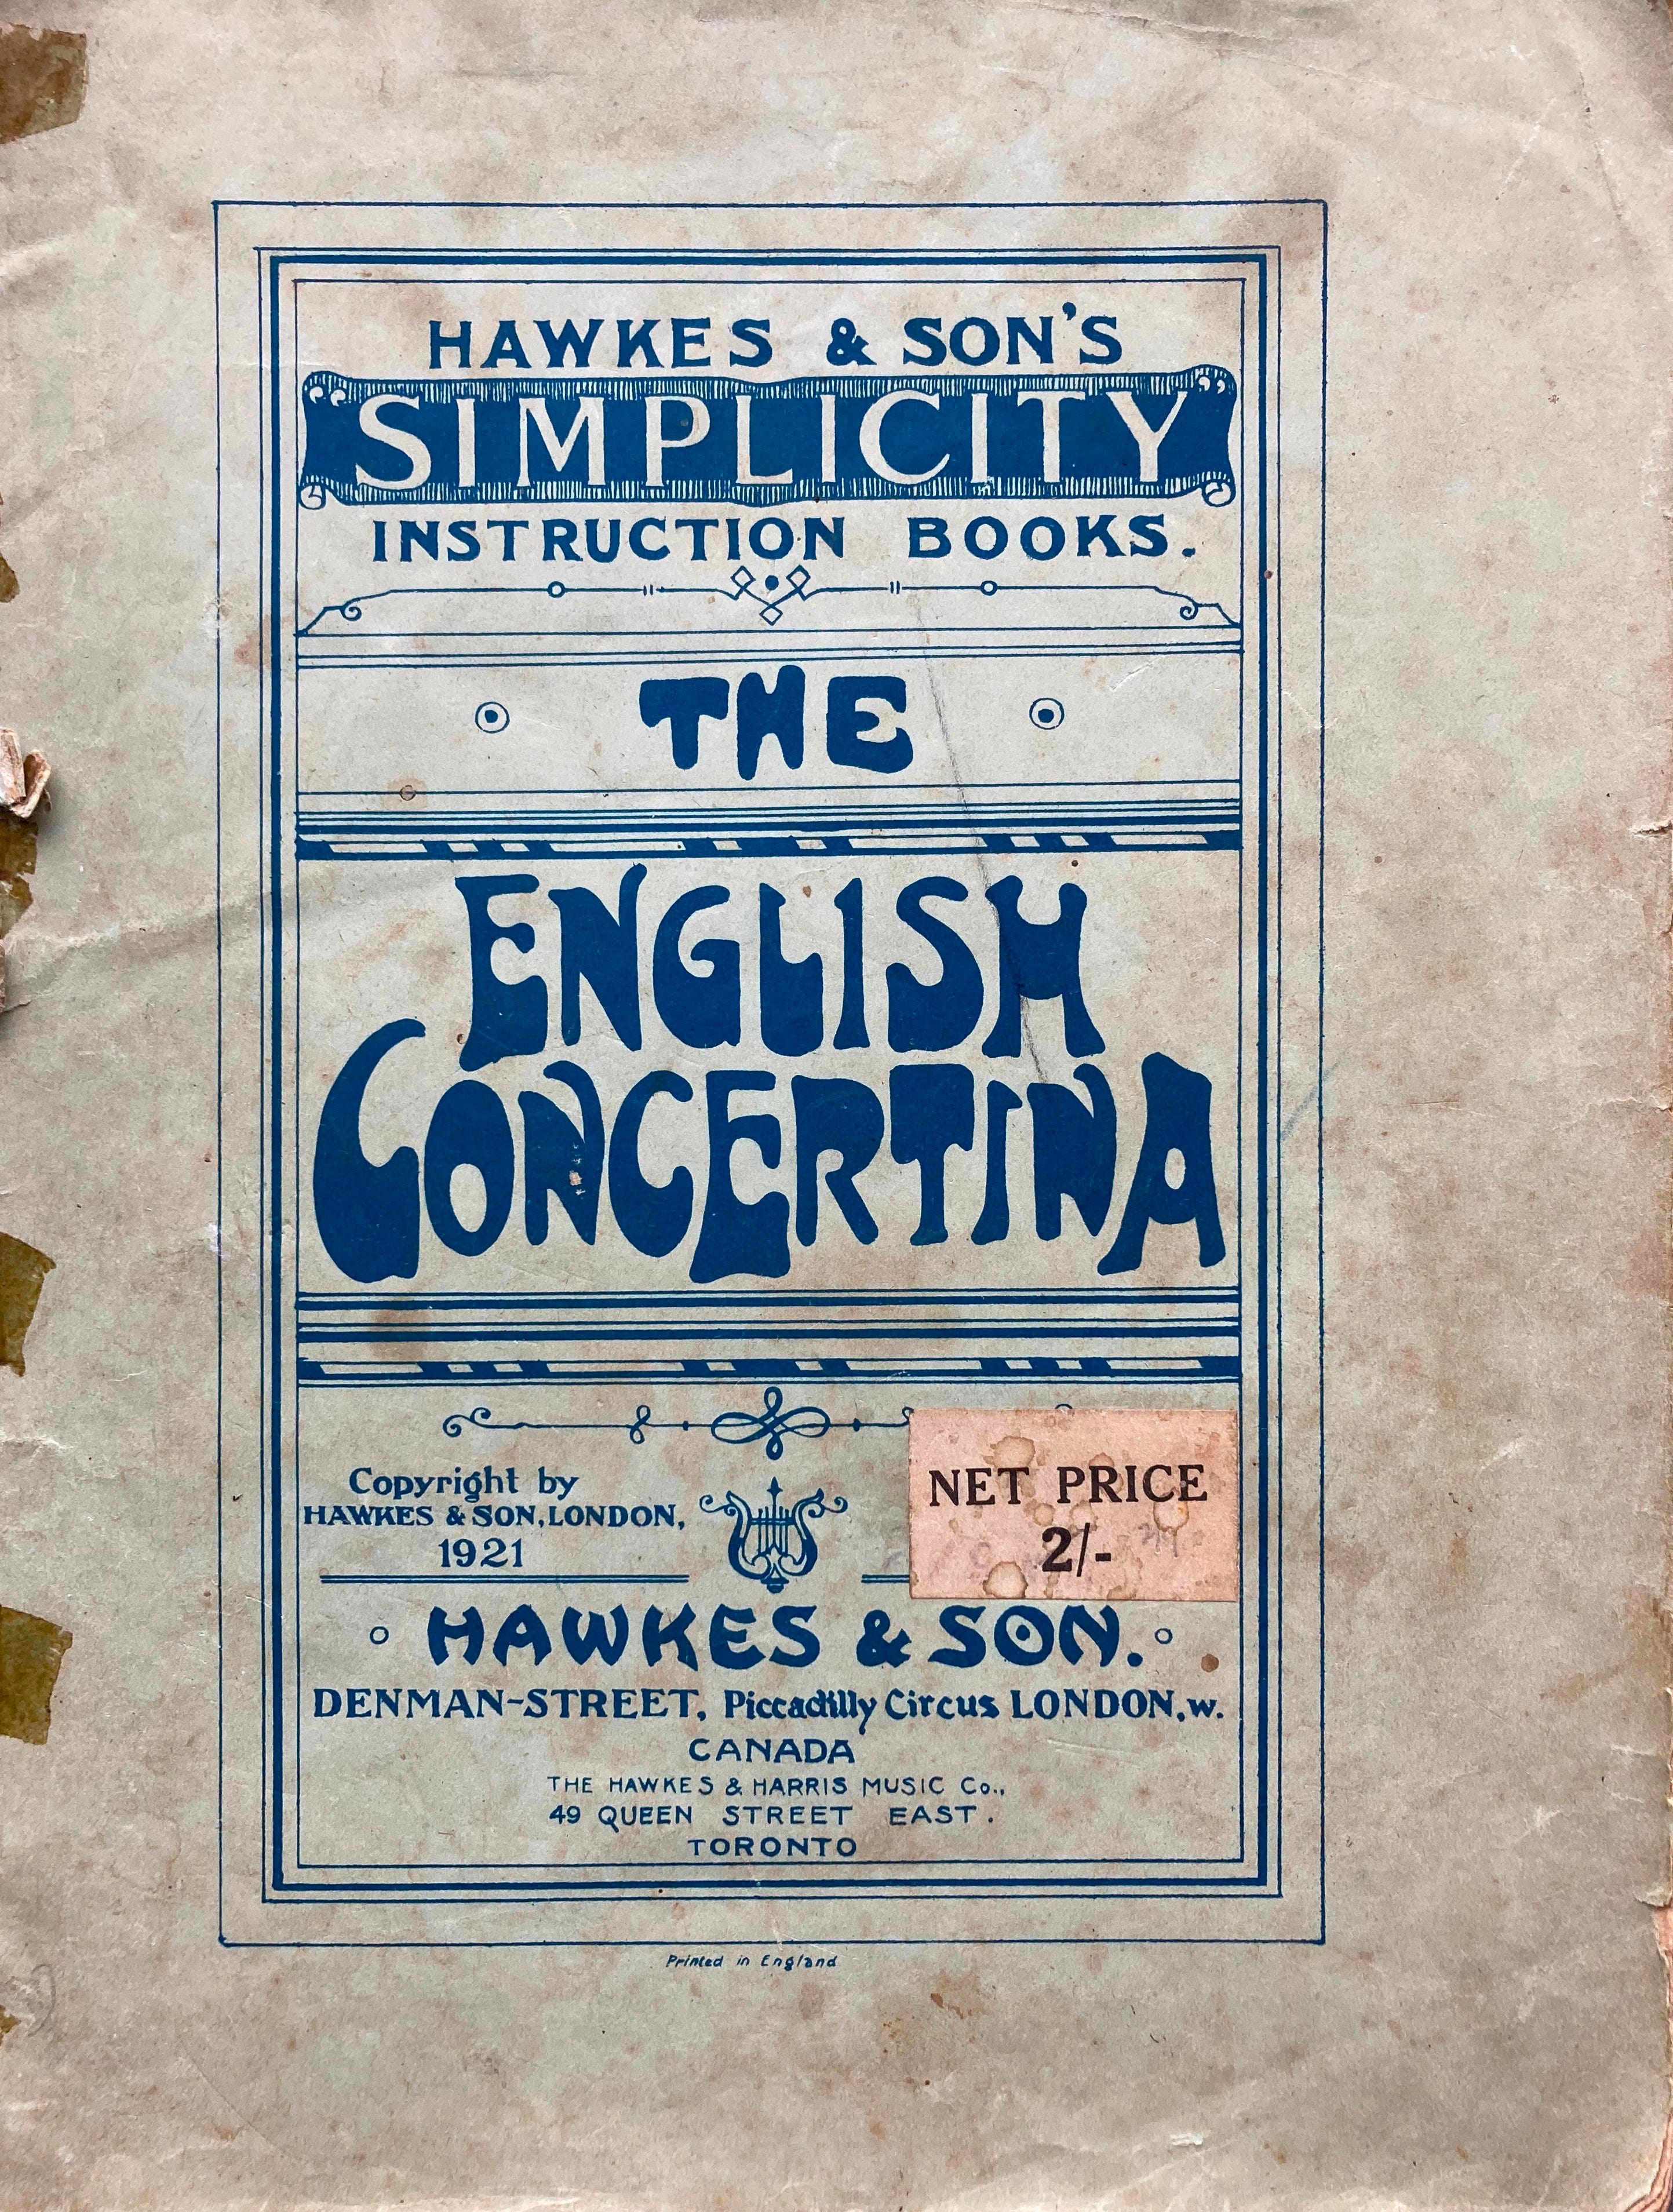 HAWKES & SON'S
SIMPLICITY
INSTRUCTION BOOKS.
THE
ENGLISH
CONCERTINA
Copyright by
HAWKES & SON, LONDON,
1921
NET PRICE
2/-
HAWKES & SON.
DENMAN-STREET, Piccadilly Circus LONDON.W.
CANADA
THE HAWKES & HARRIS MUSIC Co.,
49 QUEEN STREET EAST.
TORONTO
Printed in England